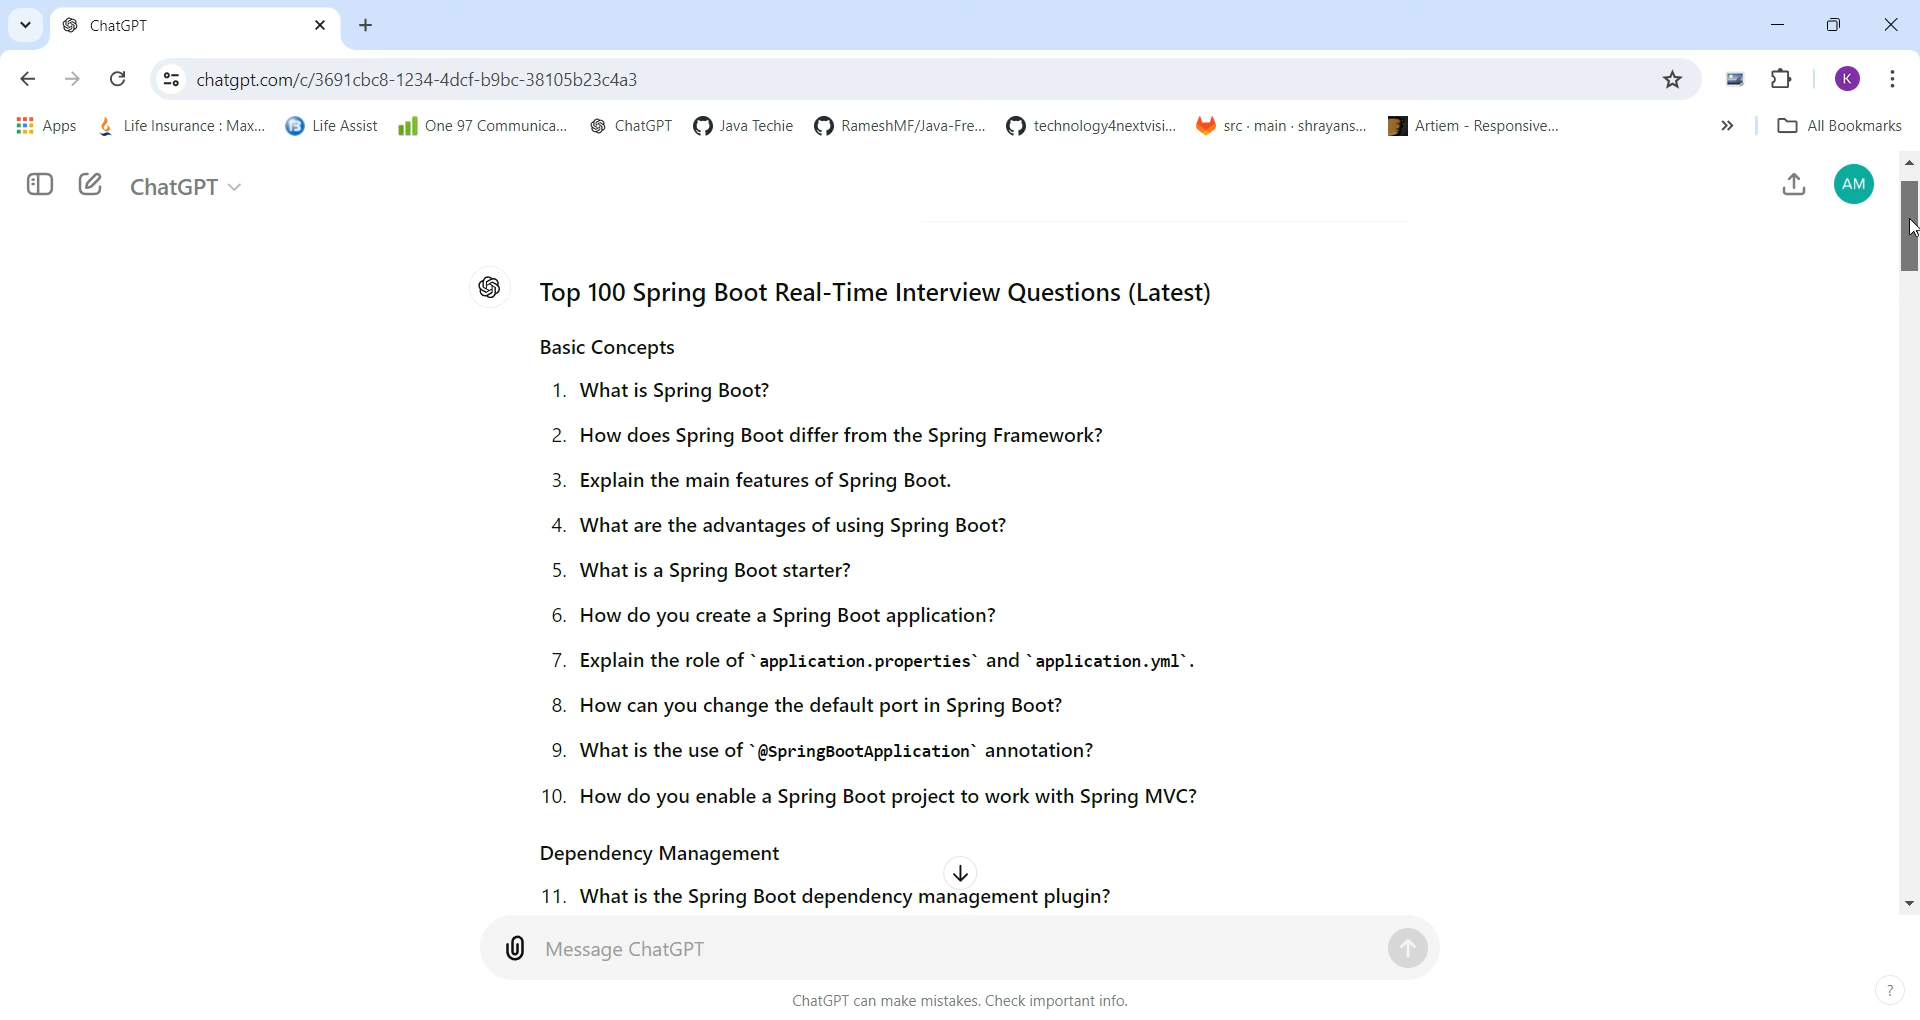 ChatGPT
chatgpt.com/c/3691cbc8-1234-4dcf-b9bc-38105b23c4a3
K
Apps Life Insurance : Max... Life Assist One 97 Communica... ChatGPT Java Techie RameshMF/Java-Fre... technology4nextvisi... src · main · shrayans... Artiem - Responsive... » All Bookmarks
ChatGPT
AM
Top 100 Spring Boot Real-Time Interview Questions (Latest)
Basic Concepts
1. What is Spring Boot?
2. How does Spring Boot differ from the Spring Framework?
3. Explain the main features of Spring Boot.
4. What are the advantages of using Spring Boot?
5. What is a Spring Boot starter?
6. How do you create a Spring Boot application?
7. Explain the role of `application.properties` and `application.yml`.
8. How can you change the default port in Spring Boot?
9. What is the use of `@SpringBootApplication` annotation?
10. How do you enable a Spring Boot project to work with Spring MVC?
Dependency Management
11. What is the Spring Boot dependency management plugin?
Message ChatGPT
ChatGPT can make mistakes. Check important info.
?